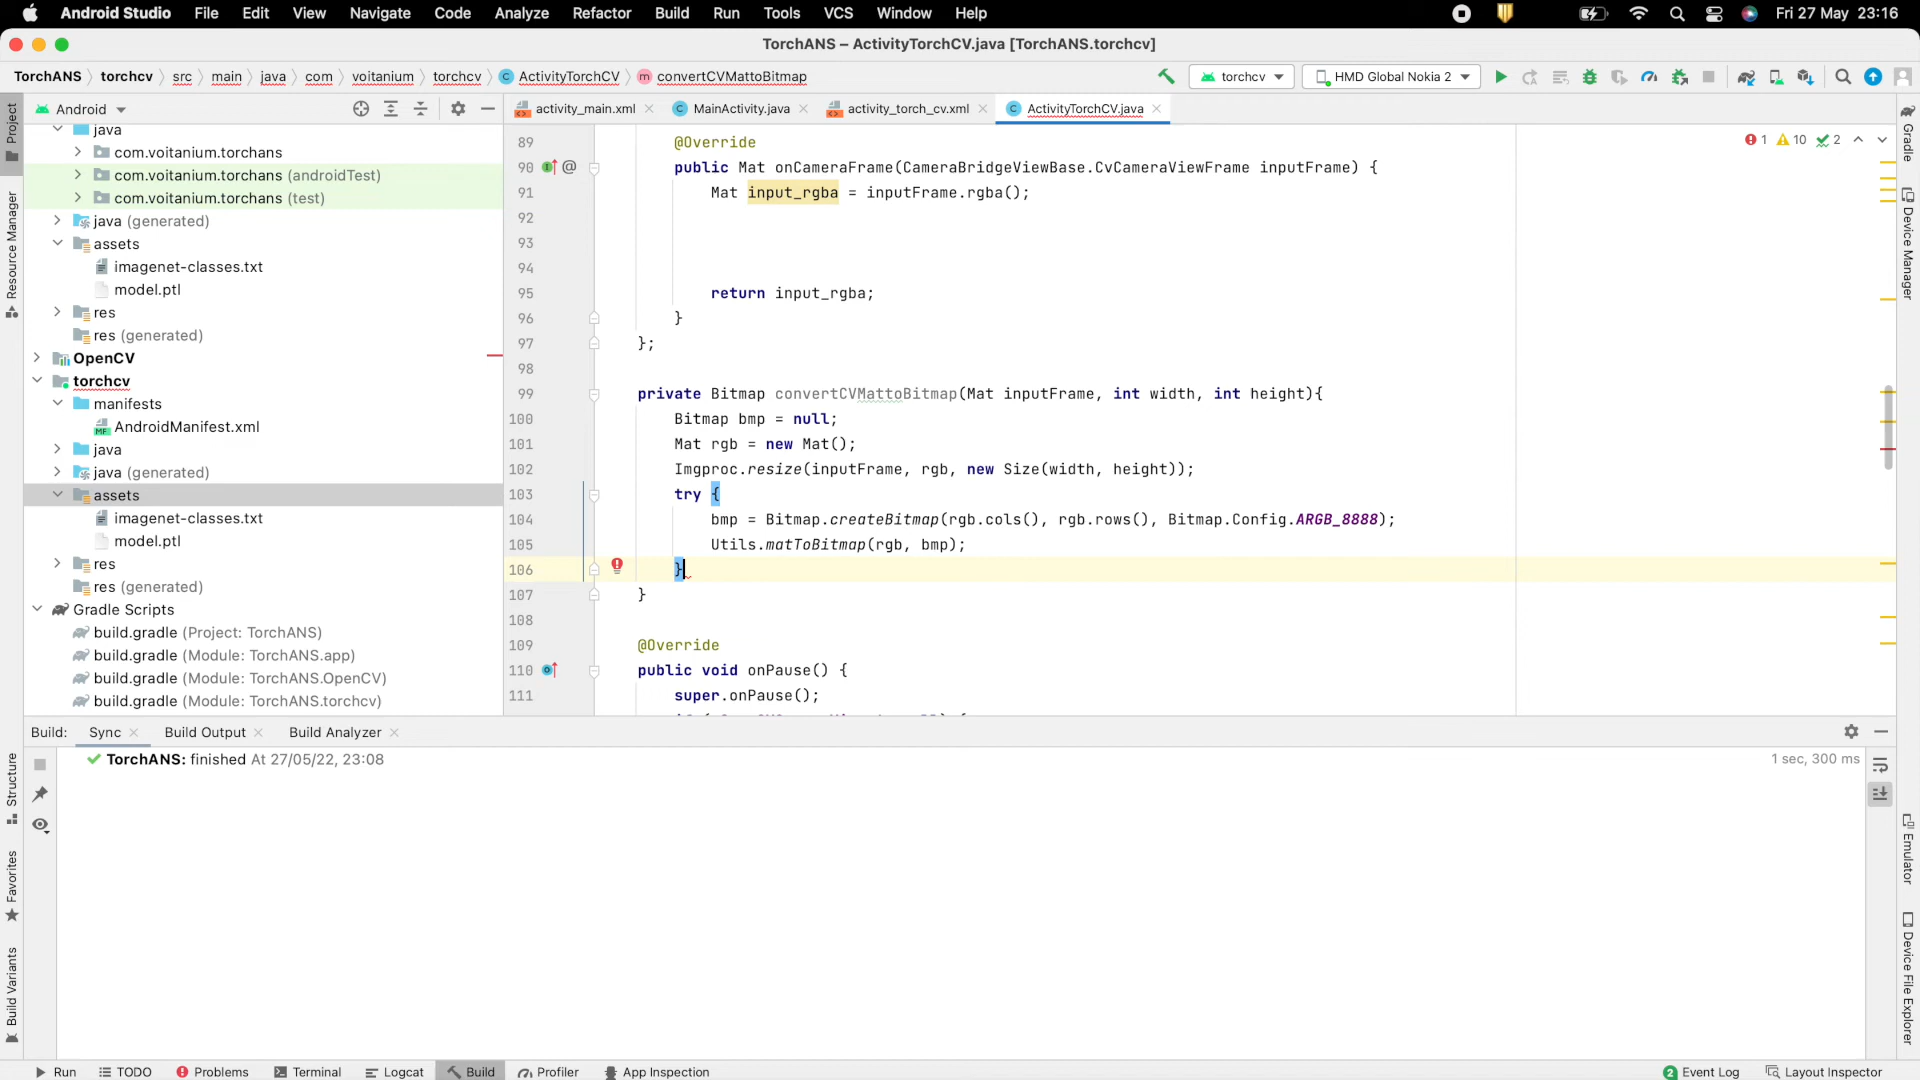 Android Studio File Edit View Navigate Code Analyze Refactor Build Run Tools VCS Window Help Fri 27 May 23:16
TorchANS – ActivityTorchCV.java [TorchANS.torchcv]
TorchANS torchcv src main java com voitanium torchcv ActivityTorchCV convertCVMattoBitmap torchcv HMD Global Nokia 2
Android
activity_main.xml MainActivity.java activity_torch_cv.xml ActivityTorchCV.java
Project
Resource Manager
Structure
Favorites
Build Variants
java
com.voitanium.torchans
com.voitanium.torchans (androidTest)
com.voitanium.torchans (test)
java (generated)
assets
imagenet-classes.txt
model.ptl
res
res (generated)
OpenCV
torchcv
manifests
AndroidManifest.xml
java
java (generated)
assets
imagenet-classes.txt
model.ptl
res
res (generated)
Gradle Scripts
build.gradle (Project: TorchANS)
build.gradle (Module: TorchANS.app)
build.gradle (Module: TorchANS.OpenCV)
build.gradle (Module: TorchANS.torchcv)
1 10 2
89 @Override
90 @ public Mat onCameraFrame(CameraBridgeViewBase.CvCameraViewFrame inputFrame) {
91 Mat input_rgba = inputFrame.rgba();
92
93
94
95 return input_rgba;
96 }
97 };
98
99 private Bitmap convertCVMattoBitmap(Mat inputFrame, int width, int height){
100 Bitmap bmp = null;
101 Mat rgb = new Mat();
102 Imgproc.resize(inputFrame, rgb, new Size(width, height));
103 try {
104 bmp = Bitmap.createBitmap(rgb.cols(), rgb.rows(), Bitmap.Config.ARGB_8888);
105 Utils.matToBitmap(rgb, bmp);
106 }
107 }
108
109 @Override
110 public void onPause() {
111 super.onPause();
Gradle
Device Manager
Emulator
Device File Explorer
Build: Sync Build Output Build Analyzer
TorchANS: finished At 27/05/22, 23:08 1 sec, 300 ms
Run TODO Problems Terminal Logcat Build Profiler App Inspection 2 Event Log Layout Inspector